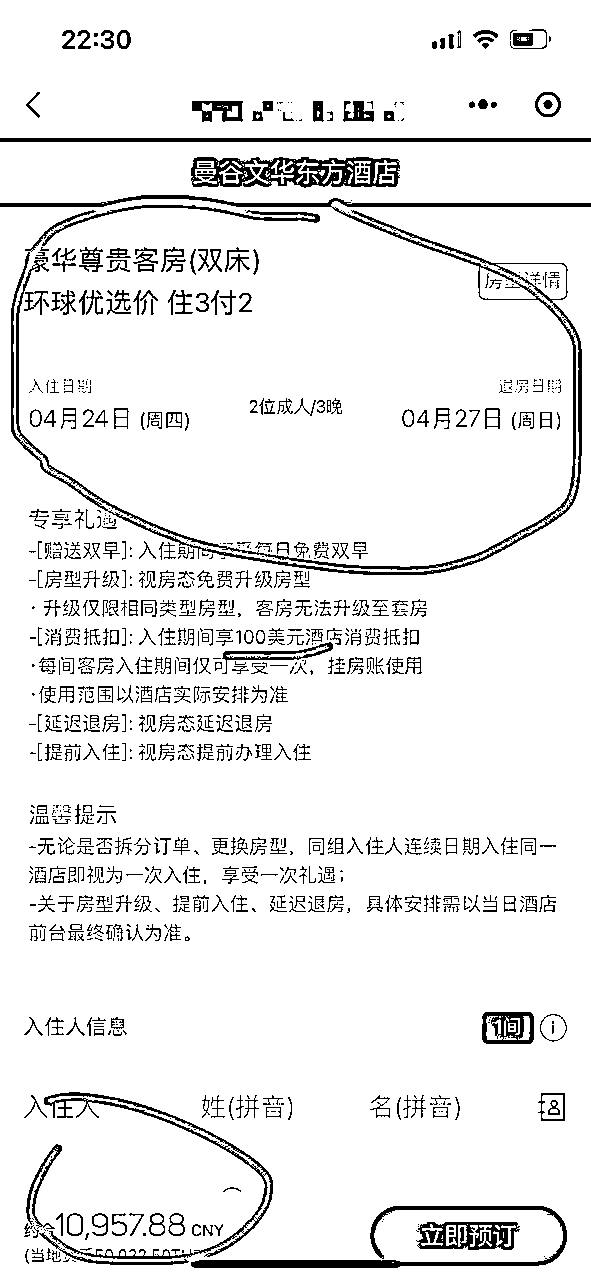 22:30
曼谷文华东方酒店
豪华尊贵客房(双床)
环球优选价 住3付2
房型详情
入住日期
退房日期
04月24日 (周四)
2位成人/3晚
04月27日 (周日)
专享礼遇
-[赠送双早]: 入住期间享受每日免费双早
-[房型升级]: 视房态免费升级房型
·升级仅限相同类型房型，客房无法升级至套房
-[消费抵扣]: 入住期间享100美元酒店消费抵扣
·每间客房入住期间仅可享受一次，挂房账使用
·使用范围以酒店实际安排为准
-[延迟退房]: 视房态延迟退房
-[提前入住]: 视房态提前办理入住
温馨提示
-无论是否拆分订单、更换房型，同组入住人连续日期入住同一
酒店即视为一次入住，享受一次礼遇；
-关于房型升级、提前入住、延迟退房，具体安排需以当日酒店
前台最终确认为准。
入住人信息
1间
入住人
姓(拼音)
名(拼音)
约合10,957.88 CNY
立即预订